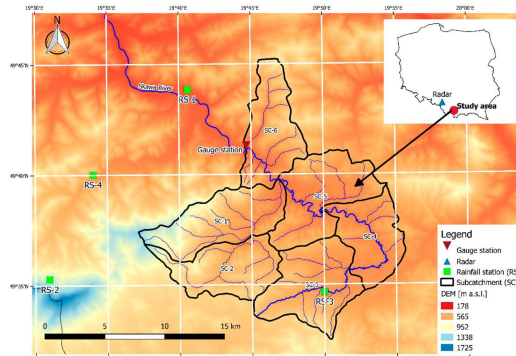 19°30'E 19°35'E 19°40'E 19°45'E 19°50'E 19°55'E 20°0'E
N
49°45'N
49°40'N
49°35'N
Skawa River
RS-1
SC-6
Gauge station
RS-4
SC-5
SC-1
SC-4
SC-2
RS-2
SC-3
RS-3
0 5 10 15 km
Radar
Study area
Legend
Gauge station
Radar
Rainfall station (RS
Subcatchment (SC
DEM [m a.s.l.]
178
565
952
1338
1725